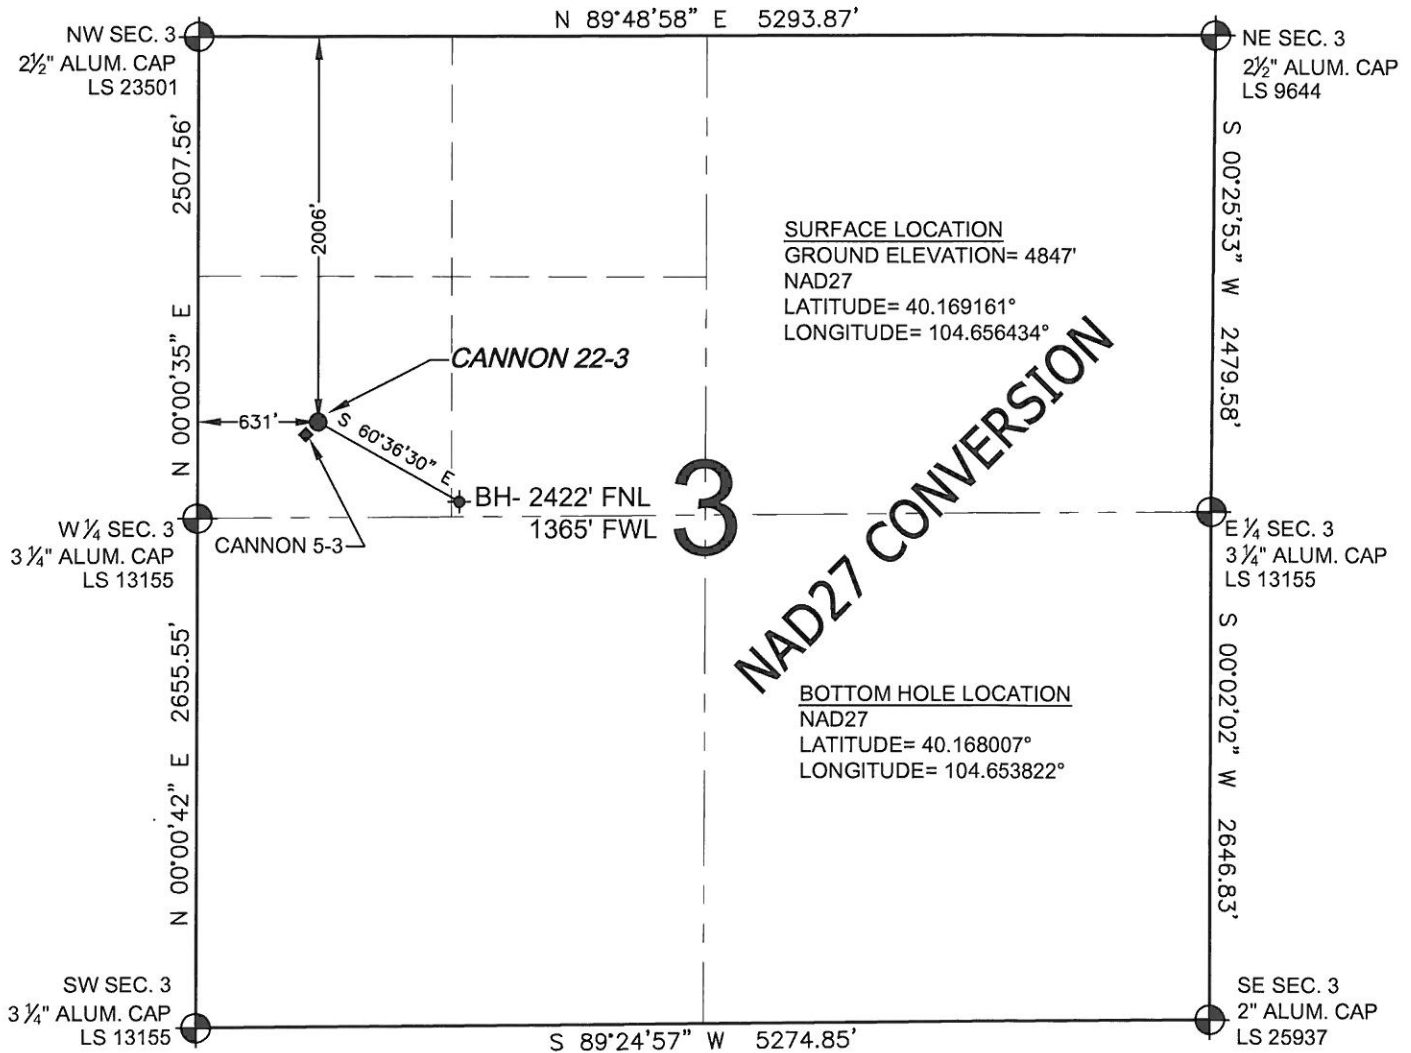 N 89°48'58" E 5293.87'
NW SEC. 3
2½" ALUM. CAP
LS 23501
NE SEC. 3
2½" ALUM. CAP
LS 9644
N 00°00'35" E 2507.56'
2006'
S 00°25'53" W 2479.58'
SURFACE LOCATION
GROUND ELEVATION= 4847'
NAD27
LATITUDE= 40.169161°
LONGITUDE= 104.656434°
CANNON 22-3
631'
S 60°36'30" E
BH- 2422' FNL
1365' FWL
3
NAD27 CONVERSION
W ¼ SEC. 3
3 ¼" ALUM. CAP
LS 13155
CANNON 5-3
E ¼ SEC. 3
3 ¼" ALUM. CAP
LS 13155
N 00°00'42" E 2655.55'
S 00°02'02" W 2646.83'
BOTTOM HOLE LOCATION
NAD27
LATITUDE= 40.168007°
LONGITUDE= 104.653822°
SW SEC. 3
3 ¼" ALUM. CAP
LS 13155
SE SEC. 3
2" ALUM. CAP
LS 25937
S 89°24'57" W 5274.85'